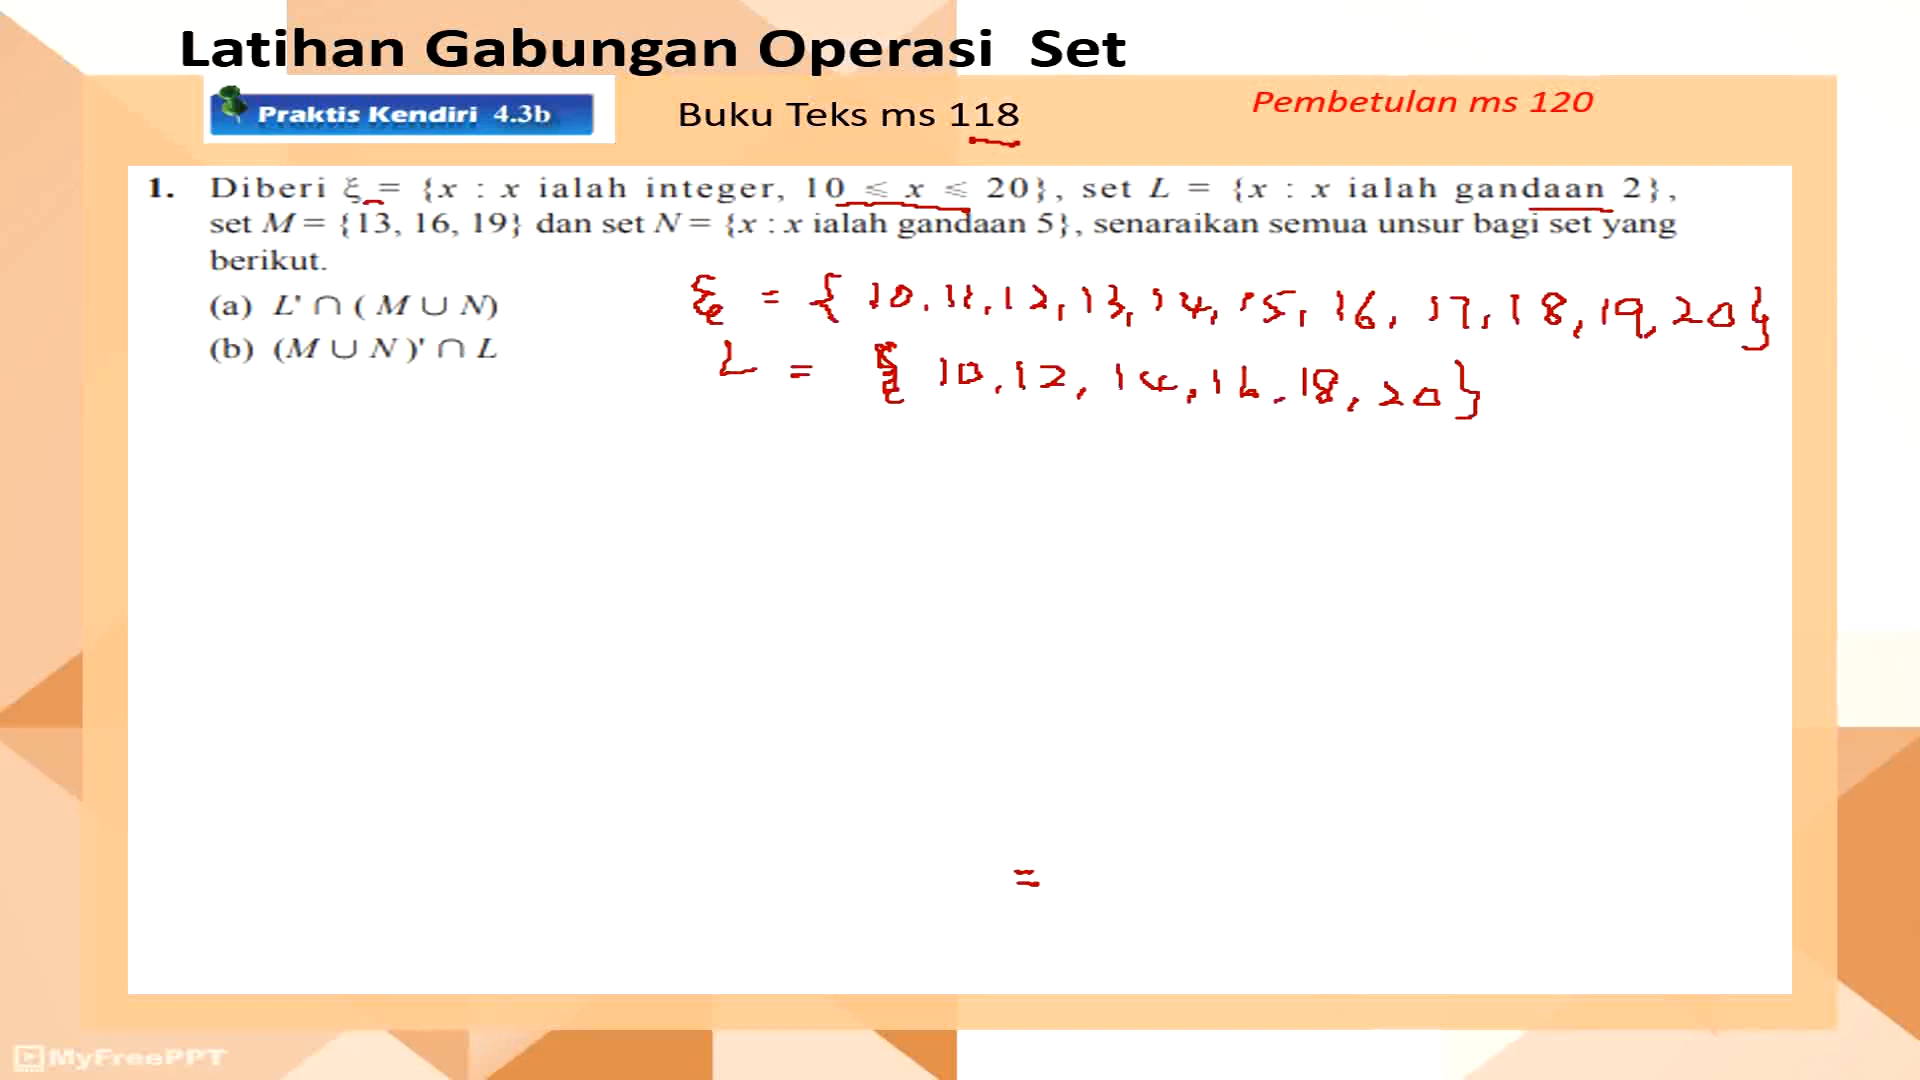 Latihan Gabungan Operasi Set
Praktis Kendiri 4.3b
Buku Teks ms 118
Pembetulan ms 120
1. Diberi ξ = {x : x ialah integer, 10 ⩽ x ⩽ 20}, set L = {x : x ialah gandaan 2},
set M = {13, 16, 19} dan set N = {x : x ialah gandaan 5}, senaraikan semua unsur bagi set yang
berikut.
(a) L' ∩ ( M ∪ N)
(b) (M ∪ N )' ∩ L
ξ = { 10, 11, 12, 13, 14, 15, 16, 17, 18, 19, 20}
L = { 10, 12, 14, 16, 18, 20}
=
MyFreePPT